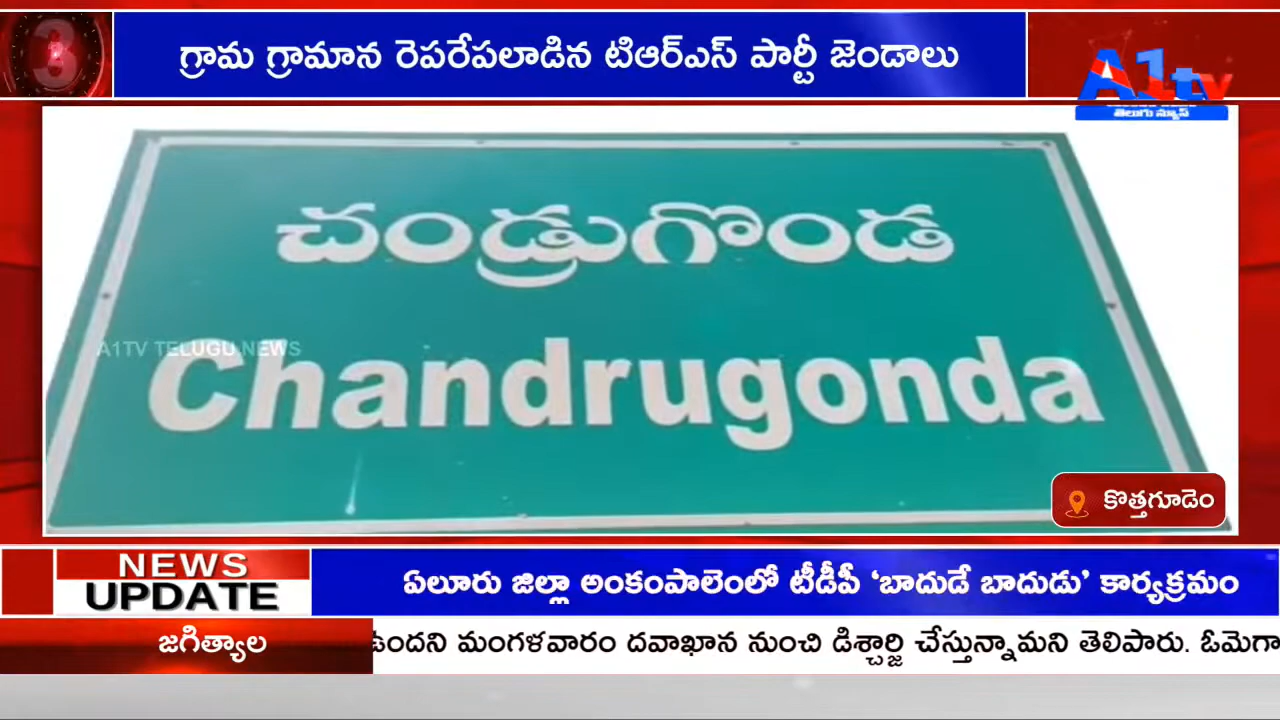 3
గ్రామ గ్రామాన రెపరేపలాడిన టిఆర్ఎస్ పార్టీ జెండాలు
A1tv
తెలుగు న్యూస్
చండ్రుగొండ
A1TV TELUGU NEWS
Chandrugonda
కొత్తగూడెం
NEWS
UPDATE
ఏలూరు జిల్లా అంకంపాలెంలో టీడీపీ ‘బాదుడే బాదుడు’ కార్యక్రమం
జగిత్యాల
ఉందని మంగళవారం దవాఖాన నుంచి డిశ్చార్జి చేస్తున్నామని తెలిపారు. ఓమెగా